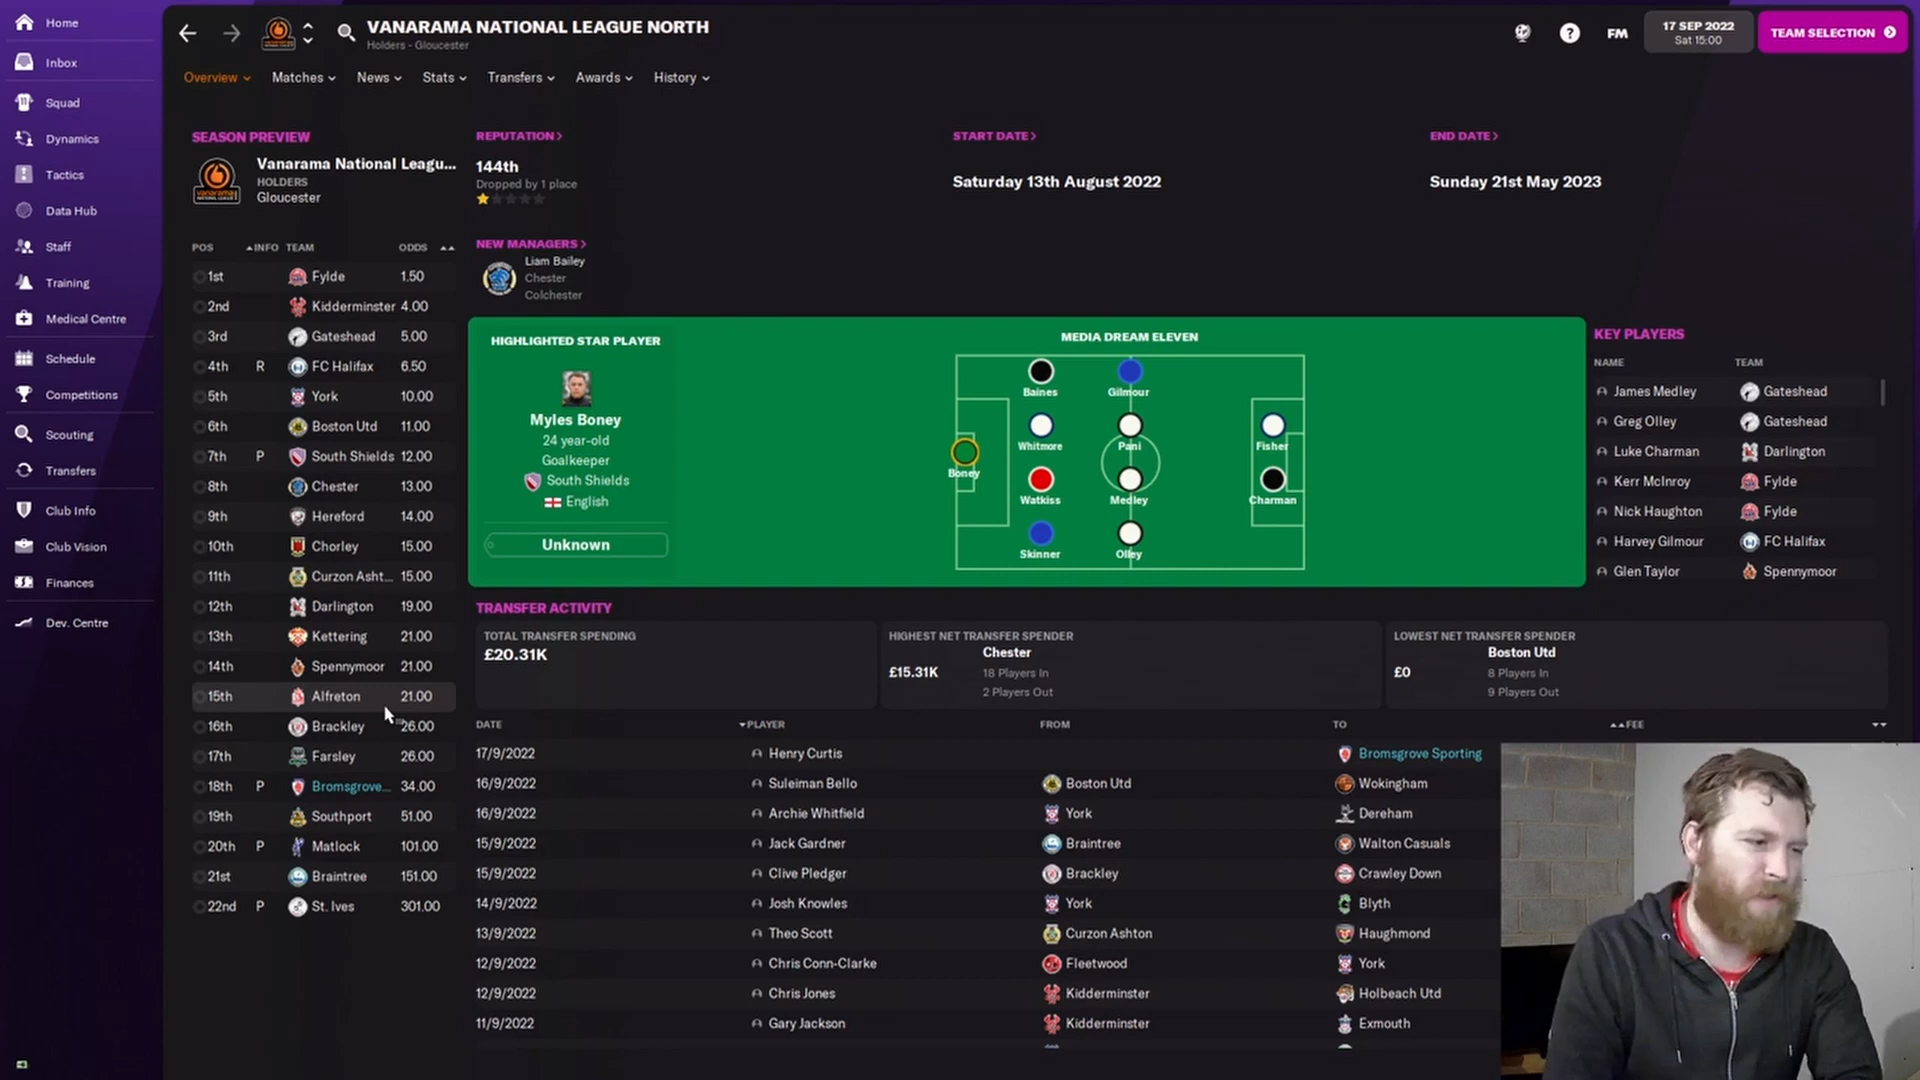 Home
Inbox
Squad
Dynamics
Tactics
Data Hub
Staff
Training
Medical Centre
Schedule
Competitions
Scouting
Transfers
Club Info
Club Vision
Finances
Dev. Centre
VANARAMA NATIONAL LEAGUE NORTH
Holders - Gloucester
? FM 17 SEP 2022
Sat 15:00
TEAM SELECTION
Overview Matches News Stats Transfers Awards History
SEASON PREVIEW
Vanarama National Leagu...
HOLDERS
Gloucester
POS INFO TEAM ODDS
1st Fylde 1.50
2nd Kidderminster 4.00
3rd Gateshead 5.00
4th R FC Halifax 6.50
5th York 10.00
6th Boston Utd 11.00
7th P South Shields 12.00
8th Chester 13.00
9th Hereford 14.00
10th Chorley 15.00
11th Curzon Asht... 15.00
12th Darlington 19.00
13th Kettering 21.00
14th Spennymoor 21.00
15th Alfreton 21.00
16th Brackley 26.00
17th Farsley 26.00
18th P Bromsgrove... 34.00
19th Southport 51.00
20th P Matlock 101.00
21st Braintree 151.00
22nd P St. Ives 301.00
REPUTATION>
144th
Dropped by 1 place
START DATE>
Saturday 13th August 2022
END DATE>
Sunday 21st May 2023
NEW MANAGERS >
Liam Bailey
Chester
Colchester
HIGHLIGHTED STAR PLAYER
Myles Boney
24 year-old
Goalkeeper
South Shields
English
Unknown
MEDIA DREAM ELEVEN
Baines Gilmour
Whitmore Pani Fisher
Boney
Watkiss Medley Charman
Skinner Olley
KEY PLAYERS
NAME TEAM
James Medley Gateshead
Greg Olley Gateshead
Luke Charman Darlington
Kerr McInroy Fylde
Nick Haughton Fylde
Harvey Gilmour FC Halifax
Glen Taylor Spennymoor
TRANSFER ACTIVITY
TOTAL TRANSFER SPENDING
£20.31K
HIGHEST NET TRANSFER SPENDER
Chester
£15.31K 18 Players In
2 Players Out
LOWEST NET TRANSFER SPENDER
Boston Utd
£0 8 Players In
9 Players Out
DATE PLAYER FROM TO FEE
17/9/2022 Henry Curtis Bromsgrove Sporting
16/9/2022 Suleiman Bello Boston Utd Wokingham
16/9/2022 Archie Whitfield York Dereham
15/9/2022 Jack Gardner Braintree Walton Casuals
15/9/2022 Clive Pledger Brackley Crawley Down
14/9/2022 Josh Knowles York Blyth
13/9/2022 Theo Scott Curzon Ashton Haughmond
12/9/2022 Chris Conn-Clarke Fleetwood York
12/9/2022 Chris Jones Kidderminster Holbeach Utd
11/9/2022 Gary Jackson Kidderminster Exmouth